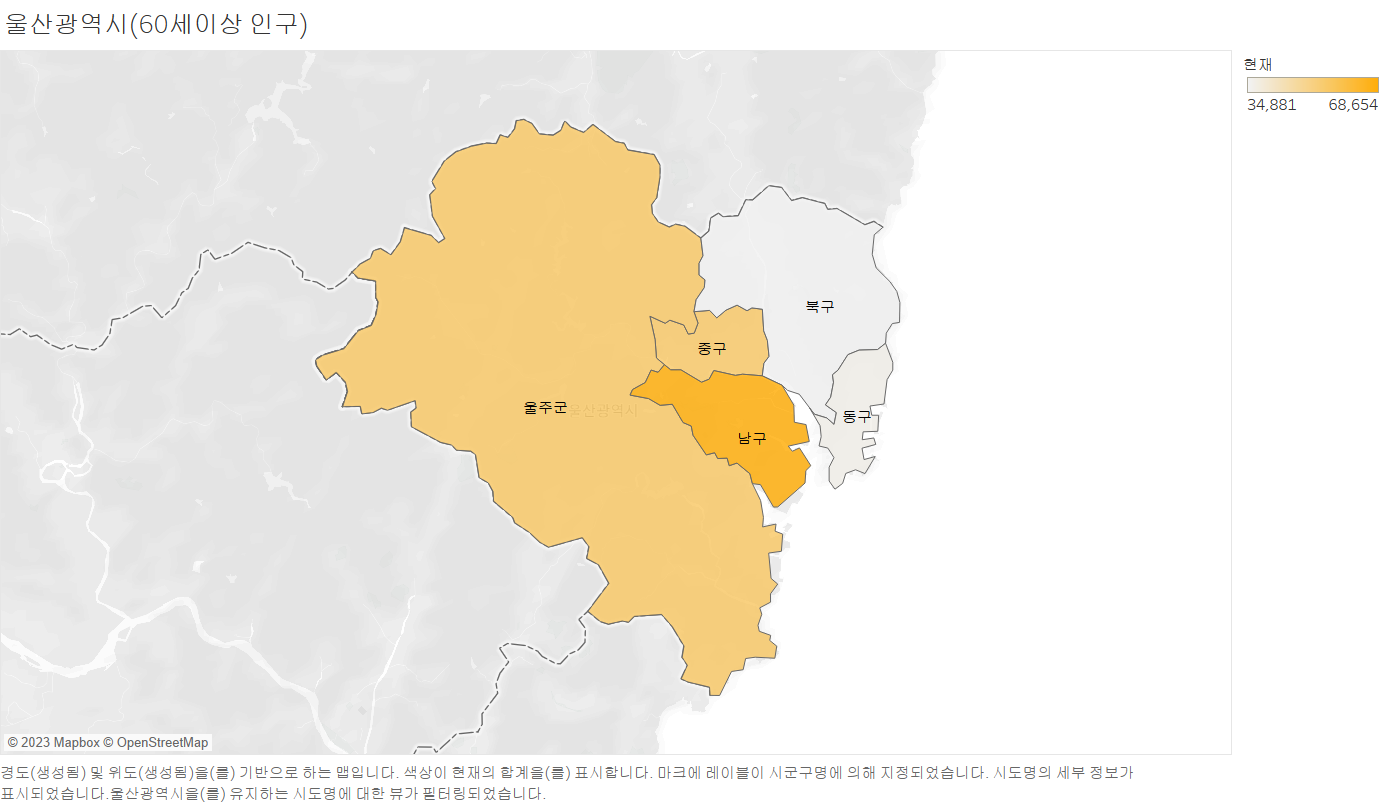 울산광역시(60세이상 인구)
현재
34,881 68,654
북구
중구
울주군
울산광역시
동구
남구
© 2023 Mapbox © OpenStreetMap
경도(생성됨) 및 위도(생성됨)을(를) 기반으로 하는 맵입니다. 색상이 현재의 합계을(를) 표시합니다. 마크에 레이블이 시군구명에 의해 지정되었습니다. 시도명의 세부 정보가
표시되었습니다.울산광역시을(를) 유지하는 시도명에 대한 뷰가 필터링되었습니다.